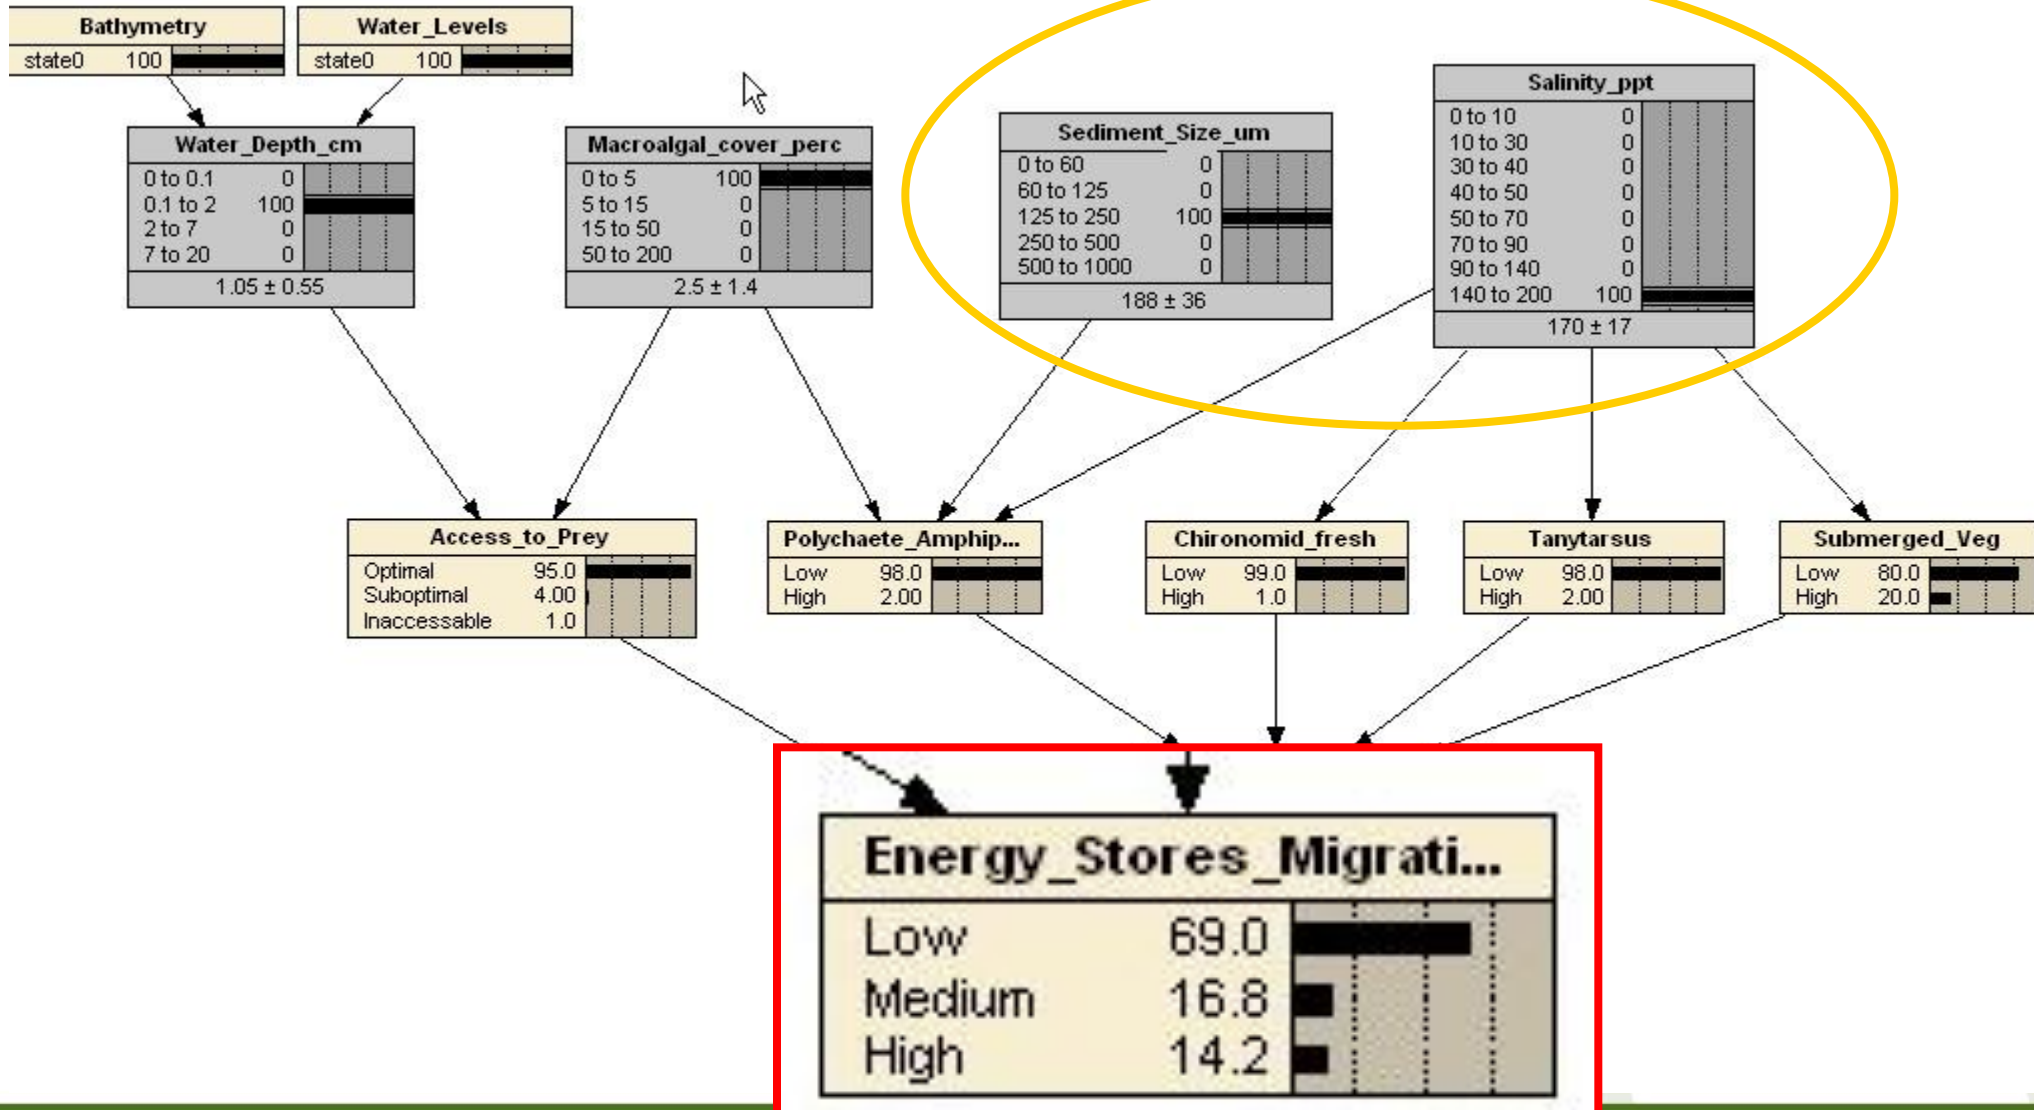 Bathymetry
state0 100
Water_Levels
state0 100
Water_Depth_cm
0 to 0.1 0
0.1 to 2 100
2 to 7 0
7 to 20 0
1.05 ± 0.55
Macroalgal_cover_perc
0 to 5 100
5 to 15 0
15 to 50 0
50 to 200 0
2.5 ± 1.4
Sediment_Size_um
0 to 60 0
60 to 125 0
125 to 250 100
250 to 500 0
500 to 1000 0
188 ± 36
Salinity_ppt
0 to 10 0
10 to 30 0
30 to 40 0
40 to 50 0
50 to 70 0
70 to 90 0
90 to 140 0
140 to 200 100
170 ± 17
Access_to_Prey
Optimal 95.0
Suboptimal 4.00
Inaccessable 1.0
Polychaete_Amphip...
Low 98.0
High 2.00
Chironomid_fresh
Low 99.0
High 1.0
Tanytarsus
Low 98.0
High 2.00
Submerged_Veg
Low 80.0
High 20.0
Energy_Stores_Migrati...
Low 69.0
Medium 16.8
High 14.2